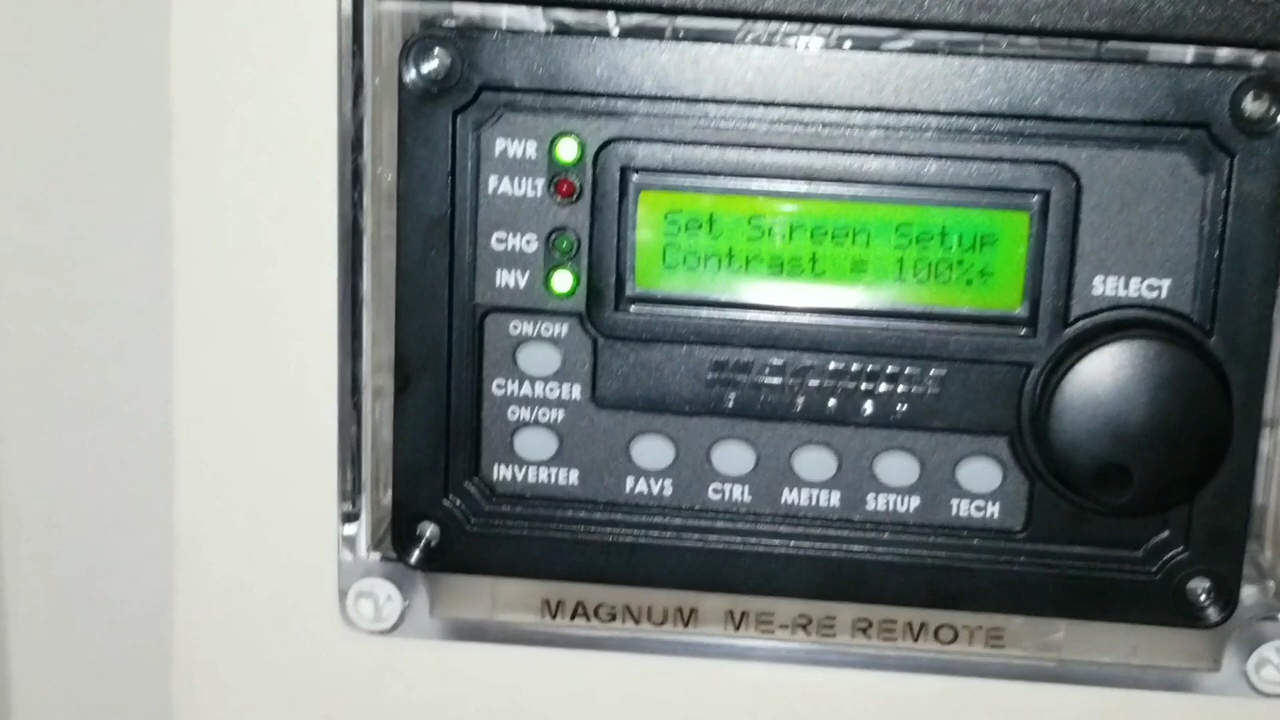 PWR
FAULT
CHG
INV
Set Screen Setup
Contrast = 100%←
SELECT
ON/OFF
CHARGER
ON/OFF
INVERTER
FAVS
CTRL
METER
SETUP
TECH
MAGNUM ME-RE REMOTE